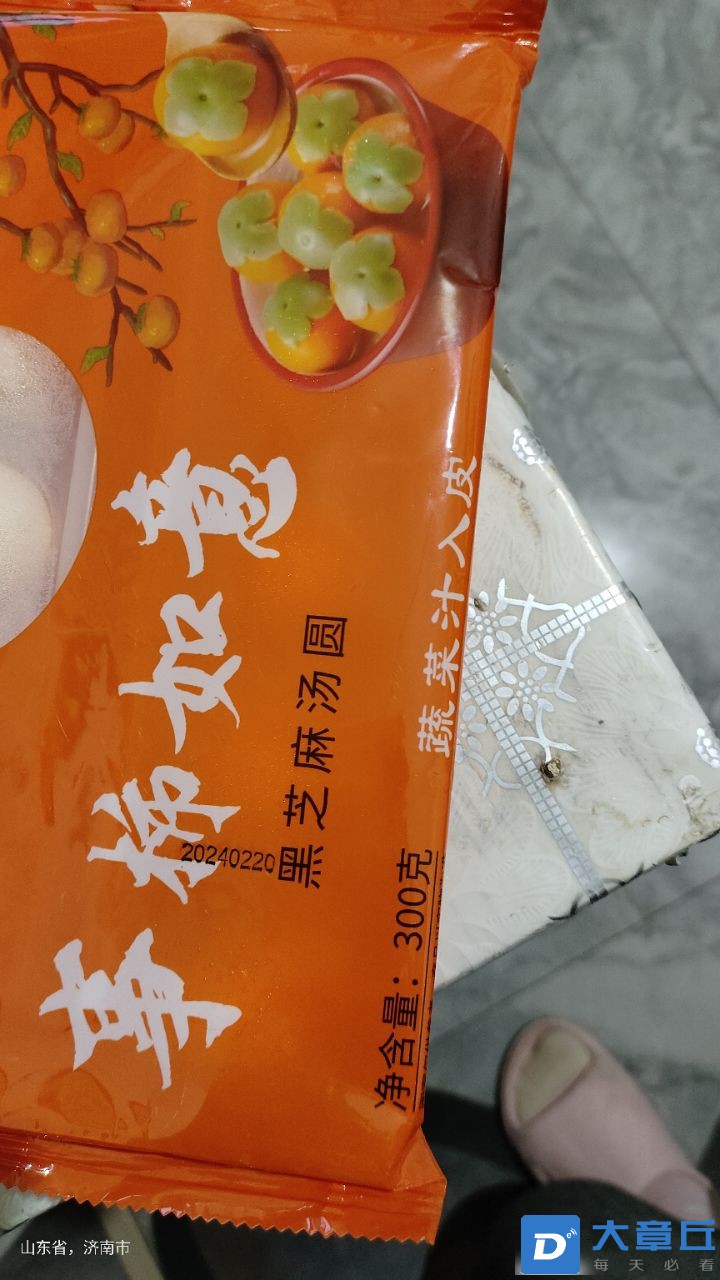 事柿如意
黑芝麻汤圆
20240220
蔬菜汁入皮
净含量：300克
山东省，济南市
D
大章丘
每天必看